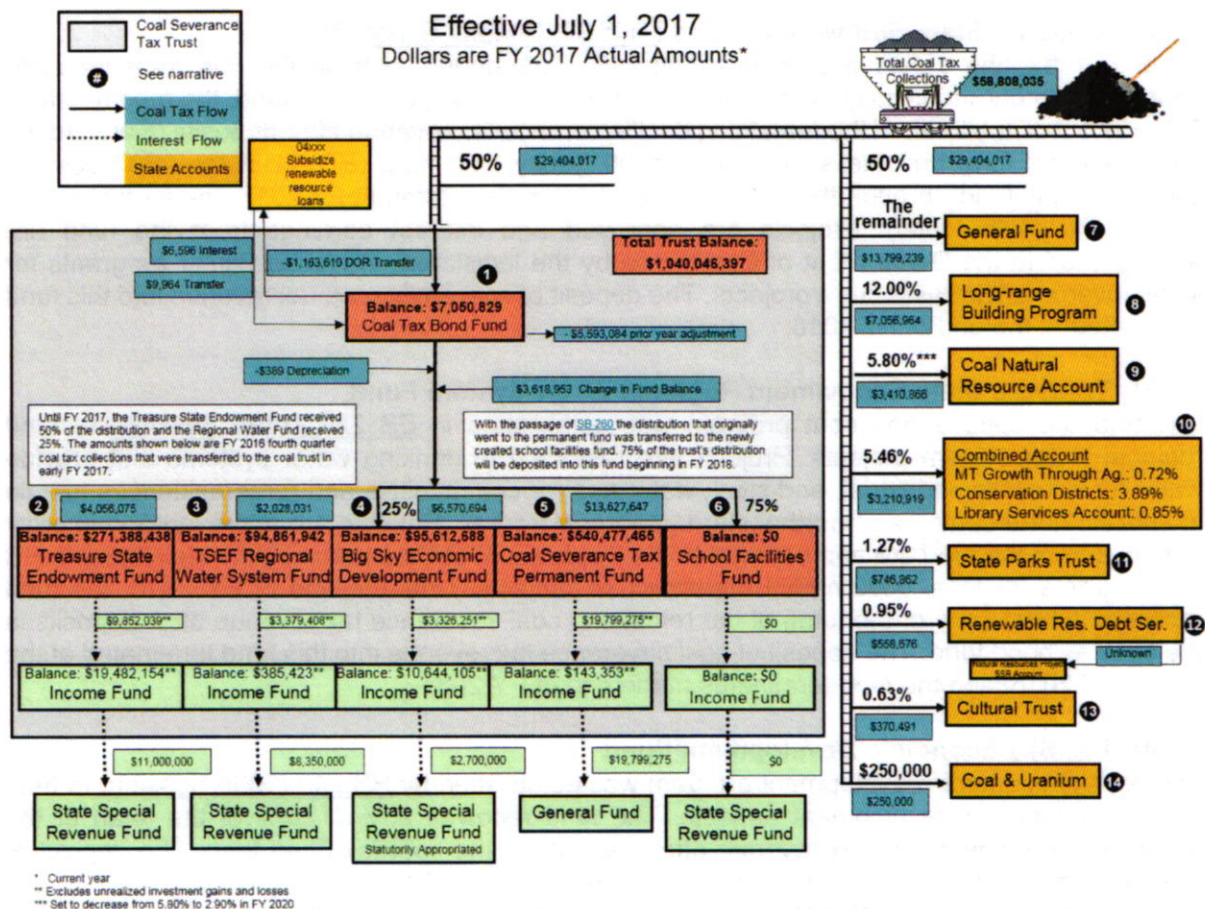 Effective July 1, 2017
Dollars are FY 2017 Actual Amounts*
Coal Severance
Tax Trust
#
See narrative
Coal Tax Flow
Interest Flow
State Accounts
Total Coal Tax
Collections
$58,808,035
04xxx
Subsidize
renewable
resource
loans
50%
$29,404,017
50%
$29,404,017
$6,596 Interest
$9,964 Transfer
-$1,163,610 DOR Transfer
1
Total Trust Balance:
$1,040,046,397
Balance: $7,050,829
Coal Tax Bond Fund
- $5,593,084 prior year adjustment
-$389 Depreciation
$3,618,953 Change in Fund Balance
Until FY 2017, the Treasure State Endowment Fund received
50% of the distribution and the Regional Water Fund received
25%. The amounts shown below are FY 2016 fourth quarter
coal tax collections that were transferred to the coal trust in
early FY 2017.
With the passage of SB 260 the distribution that originally
went to the permanent fund was transferred to the newly
created school facilities fund. 75% of the trust's distribution
will be deposited into this fund beginning in FY 2018.
2
$4,056,075
3
$2,028,031
4
25%
$6,570,694
5
$13,627,647
6
75%
Balance: $271,388,438
Treasure State
Endowment Fund
Balance: $94,861,942
TSEF Regional
Water System Fund
Balance: $95,612,688
Big Sky Economic
Development Fund
Balance: $540,477,465
Coal Severance Tax
Permanent Fund
Balance: $0
School Facilities
Fund
$9,852,039**
$3,379,408**
$3,326,251**
$19,799,275**
$0
Balance: $19,482,154**
Income Fund
Balance: $385,423**
Income Fund
Balance: $10,644,105**
Income Fund
Balance: $143,353**
Income Fund
Balance: $0
Income Fund
$11,000,000
$8,350,000
$2,700,000
$19,799,275
$0
State Special
Revenue Fund
State Special
Revenue Fund
State Special
Revenue Fund
Statutorily Appropriated
General Fund
State Special
Revenue Fund
The
remainder
$13,799,239
General Fund
7
12.00%
$7,056,964
Long-range
Building Program
8
5.80%***
$3,410,866
Coal Natural
Resource Account
9
10
5.46%
$3,210,919
Combined Account
MT Growth Through Ag.: 0.72%
Conservation Districts: 3.89%
Library Services Account: 0.85%
1.27%
$746,862
State Parks Trust
11
0.95%
$558,676
Renewable Res. Debt Ser.
12
Unknown
Natural Resources Project
SSR Account
0.63%
$370,491
Cultural Trust
13
$250,000
$250,000
Coal & Uranium
14
* Current year
** Excludes unrealized investment gains and losses
*** Set to decrease from 5.80% to 2.90% in FY 2020